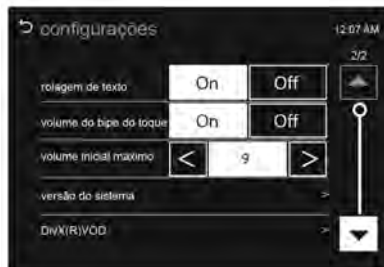 configurações 12:07 AM
2/2
rolagem de texto On Off
volume do bipe do toque On Off
volume inicial máximo < 9 >
versão do sistema >
DivX(R)VOD >